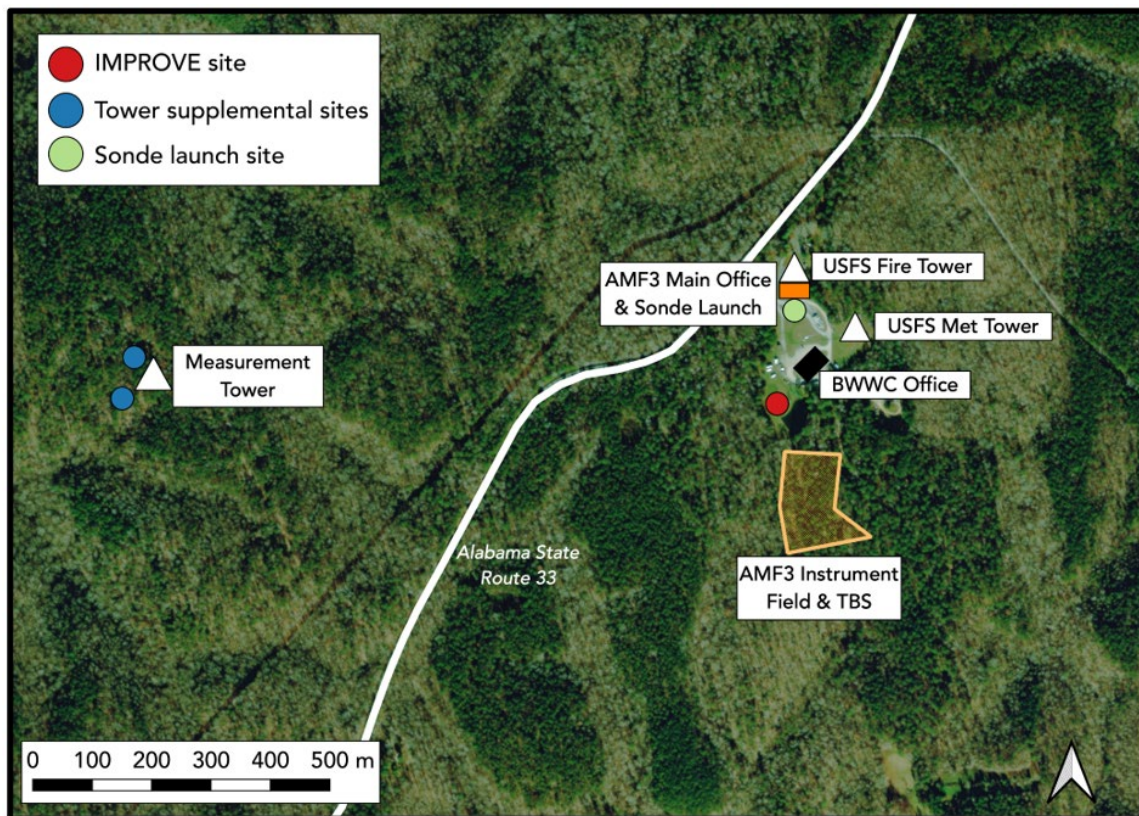 IMPROVE site
Tower supplemental sites
Sonde launch site
AMF3 Main Office
& Sonde Launch
USFS Fire Tower
USFS Met Tower
Measurement
Tower
BWWC Office
Alabama State
Route 33
AMF3 Instrument
Field & TBS
0 100 200 300 400 500 m